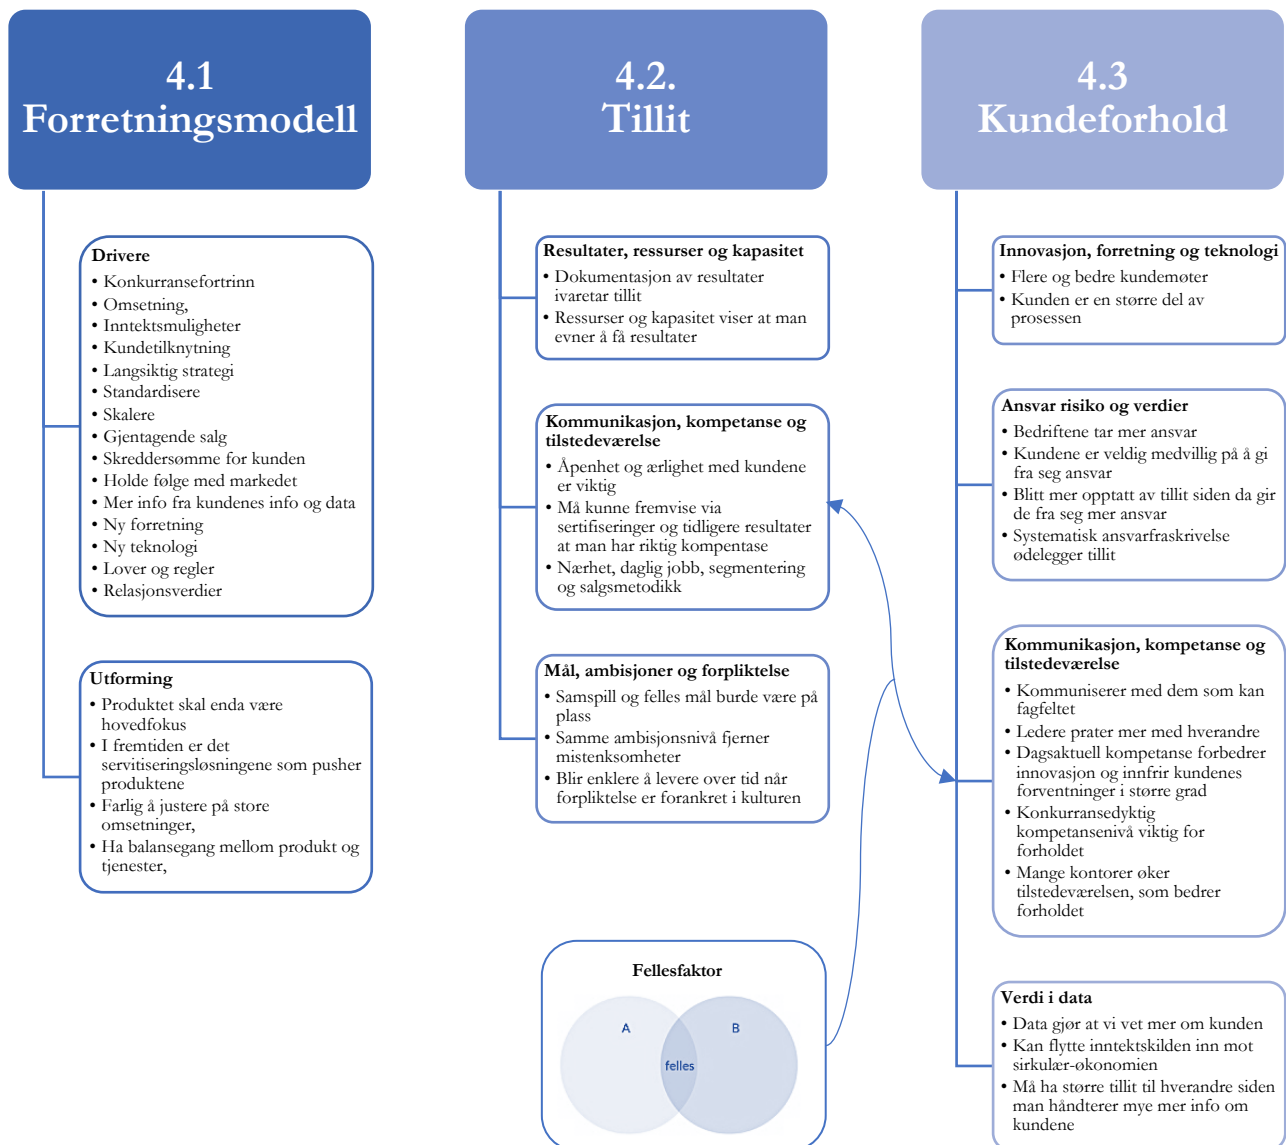 4.1
Forretningsmodell
Drivere
• Konkurransefortrinn
• Omsetning,
• Inntektsmuligheter
• Kundetilknytning
• Langsiktig strategi
• Standardisere
• Skalere
• Gjentagende salg
• Skreddersømme for kunden
• Holde følge med markedet
• Mer info fra kundenes info og data
• Ny forretning
• Ny teknologi
• Lover og regler
• Relasjonsverdier
Utforming
• Produktet skal enda være
hovedfokus
• I fremtiden er det
servitiseringsløsningene som pusher
produktene
• Farlig å justere på store
omsetninger,
• Ha balansegang mellom produkt og
tjenester,
4.2.
Tillit
Resultater, ressurser og kapasitet
• Dokumentasjon av resultater
ivaretar tillit
• Ressurser og kapasitet viser at man
evner å få resultater
Kommunikasjon, kompetanse og
tilstedeværelse
• Åpenhet og ærlighet med kundene
er viktig
• Må kunne fremvise via
sertifiseringer og tidligere resultater
at man har riktig kompentase
• Nærhet, daglig jobb, segmentering
og salgsmetodikk
Mål, ambisjoner og forpliktelse
• Samspill og felles mål burde være på
plass
• Samme ambisjonsnivå fjerner
mistenksomheter
• Blir enklere å levere over tid når
forpliktelse er forankret i kulturen
Fellesfaktor
A
B
felles
4.3
Kundeforhold
Innovasjon, forretning og teknologi
• Flere og bedre kundemøter
• Kunden er en større del av
prosessen
Ansvar risiko og verdier
• Bedriftene tar mer ansvar
• Kundene er veldig medvillig på å gi
fra seg ansvar
• Blitt mer opptatt av tillit siden da gir
de fra seg mer ansvar
• Systematisk ansvarfraskrivelse
ødelegger tillit
Kommunikasjon, kompetanse og
tilstedeværelse
• Kommuniserer med dem som kan
fagfeltet
• Ledere prater mer med hverandre
• Dagsaktuell kompetanse forbedrer
innovasjon og innfrir kundenes
forventninger i større grad
• Konkurransedyktig
kompetansenivå viktig for
forholdet
• Mange kontorer øker
tilstedeværelsen, som bedrer
forholdet
Verdi i data
• Data gjør at vi vet mer om kunden
• Kan flytte inntektskilden inn mot
sirkulær-økonomien
• Må ha større tillit til hverandre siden
man håndterer mye mer info om
kundene